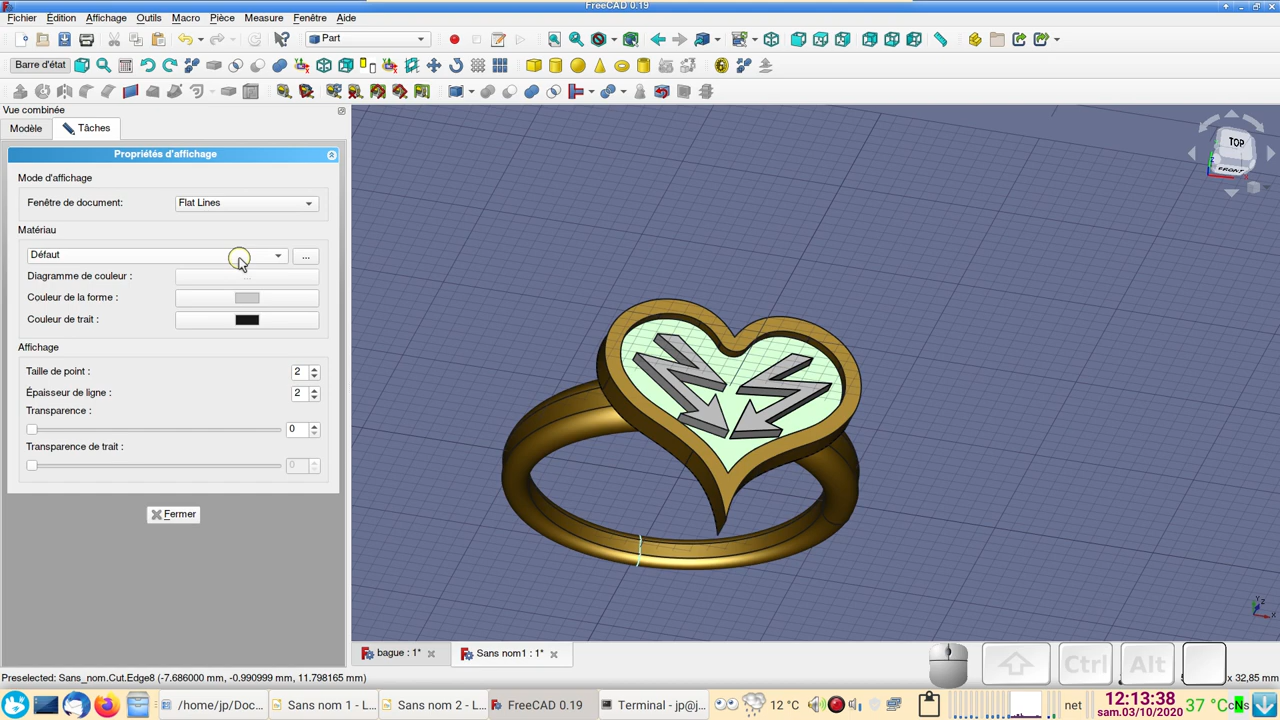 FreeCAD 0.19
Fichier Édition Affichage Outils Macro Pièce Measure Fenêtre Aide
Part
Barre d'état
Vue combinée
Modèle Tâches
Propriétés d'affichage
Mode d'affichage
Fenêtre de document: Flat Lines
Matériau
Défaut ...
Diagramme de couleur : ...
Couleur de la forme :
Couleur de trait :
Affichage
Taille de point : 2
Épaisseur de ligne : 2
Transparence :
0
Transparence de trait :
0
Fermer
TOP
FRONT
bague : 1* Sans nom1 : 1*
Ctrl Alt
Preselected: Sans_nom.Cut.Edge8 (-7.686000 mm, -0.990999 mm, 11.798165 mm) x 32,85 mm
/home/jp/Doc... Sans nom 1 - L... Sans nom 2 - L... FreeCAD 0.19 Terminal - jp@j... 12 °C net 12:13:38 37 °C
sam.03/10/2020